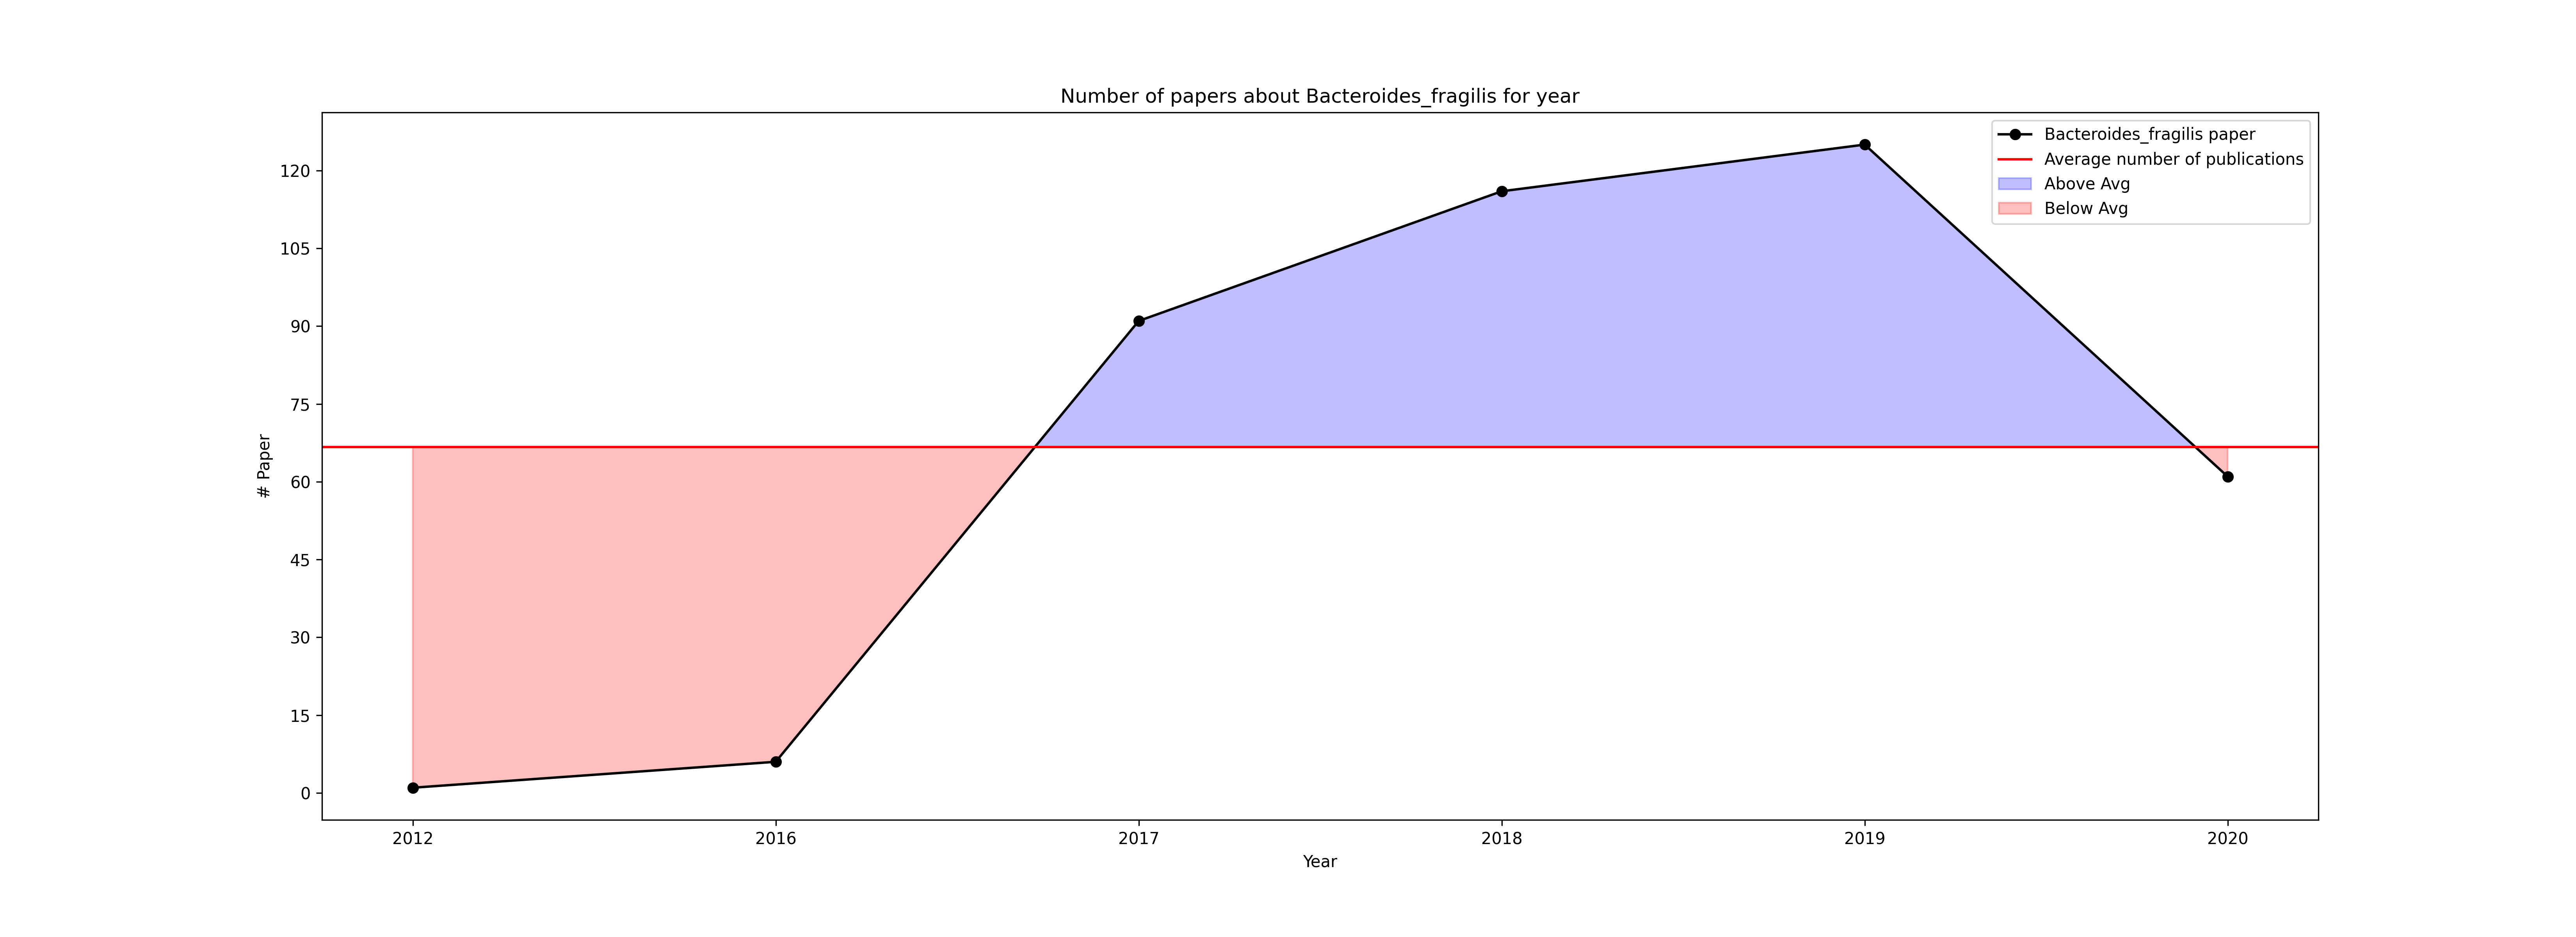 Number of papers about Bacteroides_fragilis for year
Bacteroides_fragilis paper
Average number of publications
Above Avg
Below Avg
120
105
90
75
60
45
30
15
0
# Paper
2012 2016 2017 2018 2019 2020
Year